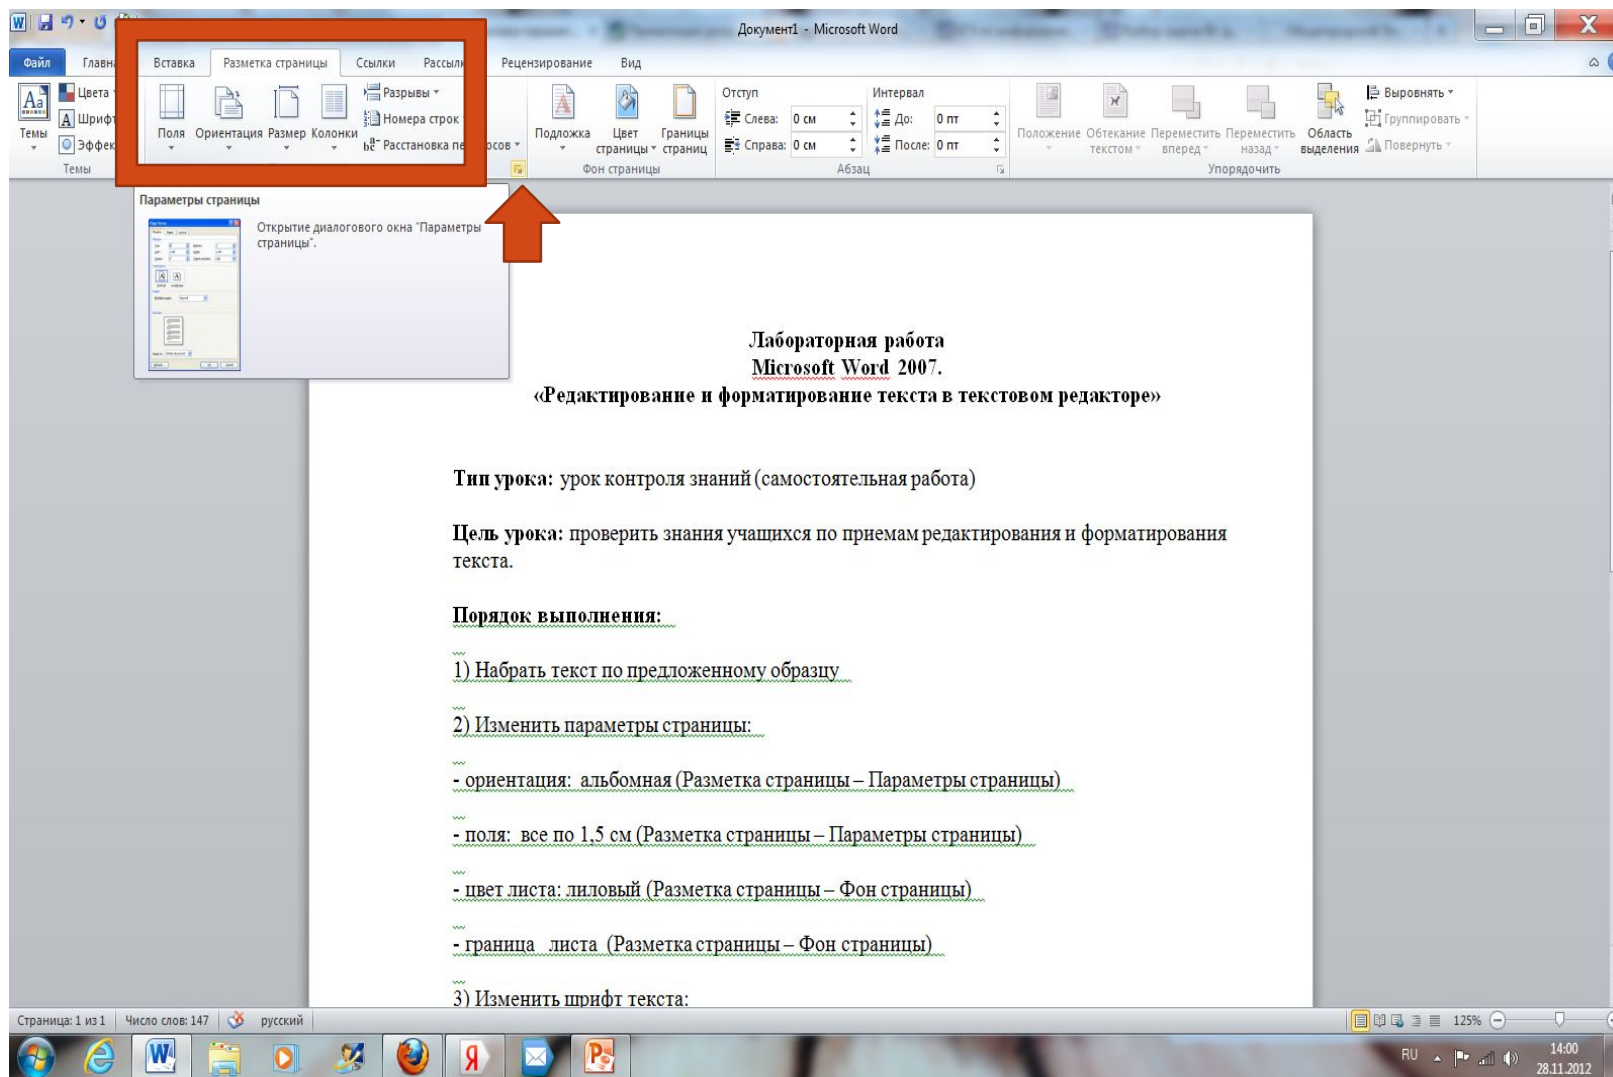 Документ1 - Microsoft Word
Файл Вставка Разметка страницы Ссылки Рецензирование Вид
Темы
Цвета
Поля Ориентация Размер Колонки
Разрывы
Номера строк
Подложка Цвет страницы Границы страниц
Фон страницы
Отступ
Слева: 0 см
Справа: 0 см
Интервал
До: 0 пт
После: 0 пт
Абзац
Положение Обтекание текстом Переместить вперед Переместить назад Область выделения
Выровнять
Группировать
Повернуть
Упорядочить
Темы
Параметры страницы
Открытие диалогового окна "Параметры
страницы".
Лабораторная работа
Microsoft Word 2007.
«Редактирование и форматирование текста в текстовом редакторе»
Тип урока: урок контроля знаний (самостоятельная работа)
Цель урока: проверить знания учащихся по приемам редактирования и форматирования
текста.
Порядок выполнения:
1) Набрать текст по предложенному образцу
2) Изменить параметры страницы:
- ориентация: альбомная (Разметка страницы – Параметры страницы)
- поля: все по 1,5 см (Разметка страницы – Параметры страницы)
- цвет листа: лиловый (Разметка страницы – Фон страницы)
- граница листа (Разметка страницы – Фон страницы)
3) Изменить шрифт текста:
Страница: 1 из 1 Число слов: 147 русский 125%
RU 14:00
28.11.2012